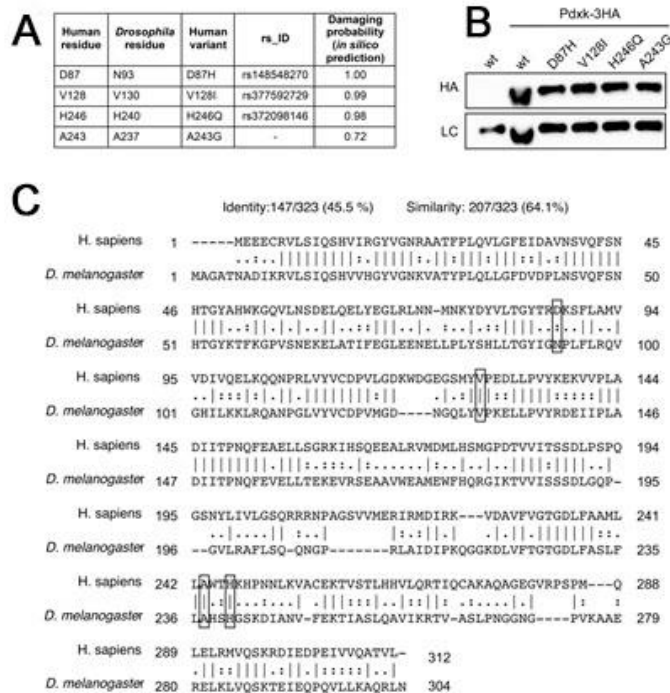 A
Human residue Drosophila residue Human variant rs_ID Damaging probability (in silico prediction)
D87 N93 D87H rs148548270 1.00
V128 V130 V128I rs377592729 0.99
H246 H240 H246Q rs372098146 0.98
A243 A237 A243G - 0.72
B
Pdxk-3HA
wt wt D87H V128I H246Q A243G
HA
LC
C
Identity:147/323 (45.5 %) Similarity: 207/323 (64.1%)
H. sapiens 1 -----MEEECRVLSIQSHVIRGYVGNRAATFPLQVLGFEIDAVNSVQFSN 45
D. melanogaster 1 MAGATNADIKRVLSIQSHVVHGYVGNKVATYPLQLLGFDVDPLNSVQFSN 50
H. sapiens 46 HTGYAHWKGQVLNSDELQELYEGLRLNN-MNKYDYVLTGYTRDKSFLAMV 94
D. melanogaster 51 HTGYKTFKGPVSNEKELATIFEGLEENELLPLYSHLLTGYIGNPLFLRQV 100
H. sapiens 95 VDIVQELKQQNPRLVYVCDPVLGDKWDGEGSMYVPEDLLPVYKEKVVPLA 144
D. melanogaster 101 GHILKKLRQANPGLVYVCDPVMGD----NGQLYVPKELLPVYRDEIIPLA 146
H. sapiens 145 DIITPNQFEAELLSGRKIHSQEEALRVMDMLHSMGPDTVVITSSDLPSPQ 194
D. melanogaster 147 DIITPNQFEVELLTEKEVRSEAAVWEAMEWFHQRGIKTVVISSSDLGQP- 195
H. sapiens 195 GSNYLIVLGSQRRRNPAGSVVMERIRMDIRK---VDAVFVGTGDLFAAML 241
D. melanogaster 196 --GVLRAFLSQ-QNGP-------RLAIDIPKQGGKDLVFTGTGDLFASLF 235
H. sapiens 242 LAWTHKHPNNLKVACEKTVSTLHHVLQRTIQCAKAQAGEGVRPSPM---Q 288
D. melanogaster 236 LAHSHGSKDIANV-FEKTIASLQAVIKRTV-ASLPNGGNG---PVKAAE 279
H. sapiens 289 LELRMVQSKRDIEDPEIVVQATVL- 312
D. melanogaster 280 RELKLVQSKTEIEQPQVLLKAQRLN 304